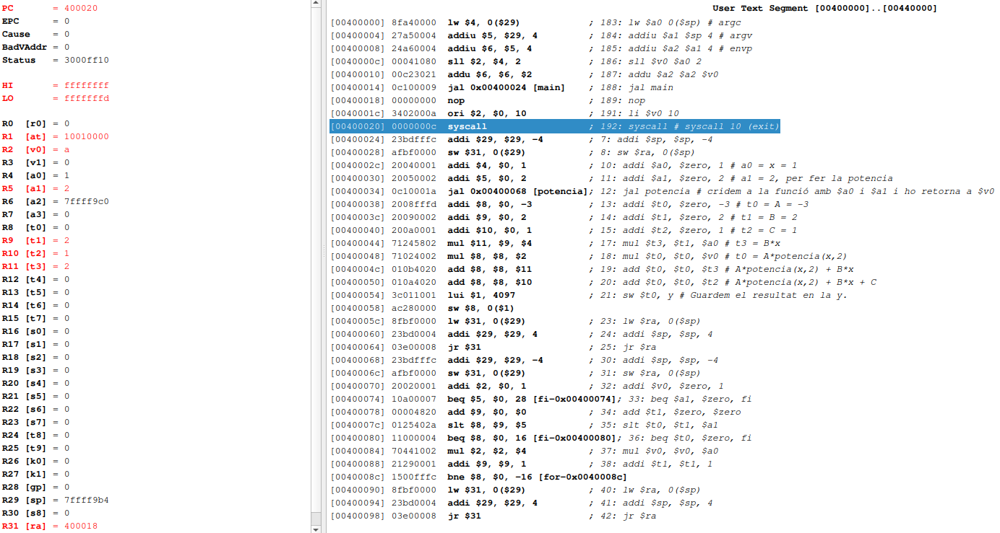 PC       = 400020
EPC      = 0
Cause    = 0
BadVAddr = 0
Status   = 3000ff10
HI       = ffffffff
LO       = fffffffd
R0  [r0] = 0
R1  [at] = 10010000
R2  [v0] = a
R3  [v1] = 0
R4  [a0] = 1
R5  [a1] = 2
R6  [a2] = 7ffff9c0
R7  [a3] = 0
R8  [t0] = 0
R9  [t1] = 2
R10 [t2] = 1
R11 [t3] = 2
R12 [t4] = 0
R13 [t5] = 0
R14 [t6] = 0
R15 [t7] = 0
R16 [s0] = 0
R17 [s1] = 0
R18 [s2] = 0
R19 [s3] = 0
R20 [s4] = 0
R21 [s5] = 0
R22 [s6] = 0
R23 [s7] = 0
R24 [t8] = 0
R25 [t9] = 0
R26 [k0] = 0
R27 [k1] = 0
R28 [gp] = 0
R29 [sp] = 7ffff9b4
R30 [s8] = 0
R31 [ra] = 400018
User Text Segment [00400000]..[00440000]
[00400000] 8fa40000  lw $4, 0($29)            ; 183: lw $a0 0($sp) # argc
[00400004] 27a50004  addiu $5, $29, 4         ; 184: addiu $a1 $sp 4 # argv
[00400008] 24a60004  addiu $6, $5, 4          ; 185: addiu $a2 $a1 4 # envp
[0040000c] 00041080  sll $2, $4, 2            ; 186: sll $v0 $a0 2
[00400010] 00c23021  addu $6, $6, $2          ; 187: addu $a2 $a2 $v0
[00400014] 0c100009  jal 0x00400024 [main]    ; 188: jal main
[00400018] 00000000  nop                      ; 189: nop
[0040001c] 3402000a  ori $2, $0, 10           ; 191: li $v0 10
[00400020] 0000000c  syscall                  ; 192: syscall # syscall 10 (exit)
[00400024] 23bdfffc  addi $29, $29, -4        ; 7: addi $sp, $sp, -4
[00400028] afbf0000  sw $31, 0($29)           ; 8: sw $ra, 0($sp)
[0040002c] 20040001  addi $4, $0, 1           ; 10: addi $a0, $zero, 1 # a0 = x = 1
[00400030] 20050002  addi $5, $0, 2           ; 11: addi $a1, $zero, 2 # a1 = 2, per fer la potencia
[00400034] 0c10001a  jal 0x00400068 [potencia]; 12: jal potencia # cridem a la funció amb $a0 i $a1 i ho retorna a $v0
[00400038] 2008fffd  addi $8, $0, -3          ; 13: addi $t0, $zero, -3 # t0 = A = -3
[0040003c] 20090002  addi $9, $0, 2           ; 14: addi $t1, $zero, 2 # t1 = B = 2
[00400040] 200a0001  addi $10, $0, 1          ; 15: addi $t2, $zero, 1 # t2 = C = 1
[00400044] 71245802  mul $11, $9, $4          ; 17: mul $t3, $t1, $a0 # t3 = B*x
[00400048] 71024002  mul $8, $8, $2           ; 18: mul $t0, $t0, $v0 # t0 = A*potencia(x,2)
[0040004c] 010b4020  add $8, $8, $11          ; 19: add $t0, $t0, $t3 # A*potencia(x,2) + B*x
[00400050] 010a4020  add $8, $8, $10          ; 20: add $t0, $t0, $t2 # A*potencia(x,2) + B*x + C
[00400054] 3c011001  lui $1, 4097             ; 21: sw $t0, y # Guardem el resultat en la y.
[00400058] ac280000  sw $8, 0($1)
[0040005c] 8fbf0000  lw $31, 0($29)           ; 23: lw $ra, 0($sp)
[00400060] 23bd0004  addi $29, $29, 4         ; 24: addi $sp, $sp, 4
[00400064] 03e00008  jr $31                   ; 25: jr $ra
[00400068] 23bdfffc  addi $29, $29, -4        ; 30: addi $sp, $sp, -4
[0040006c] afbf0000  sw $31, 0($29)           ; 31: sw $ra, 0($sp)
[00400070] 20020001  addi $2, $0, 1           ; 32: addi $v0, $zero, 1
[00400074] 10a00007  beq $5, $0, 28 [fi-0x00400074]; 33: beq $a1, $zero, fi
[00400078] 00004820  add $9, $0, $0           ; 34: add $t1, $zero, $zero
[0040007c] 0125402a  slt $8, $9, $5           ; 35: slt $t0, $t1, $a1
[00400080] 11000004  beq $8, $0, 16 [fi-0x00400080]; 36: beq $t0, $zero, fi
[00400084] 70441002  mul $2, $2, $4           ; 37: mul $v0, $v0, $a0
[00400088] 21290001  addi $9, $9, 1           ; 38: addi $t1, $t1, 1
[0040008c] 1500fffc  bne $8, $0, -16 [for-0x0040008c]
[00400090] 8fbf0000  lw $31, 0($29)           ; 40: lw $ra, 0($sp)
[00400094] 23bd0004  addi $29, $29, 4         ; 41: addi $sp, $sp, 4
[00400098] 03e00008  jr $31                   ; 42: jr $ra